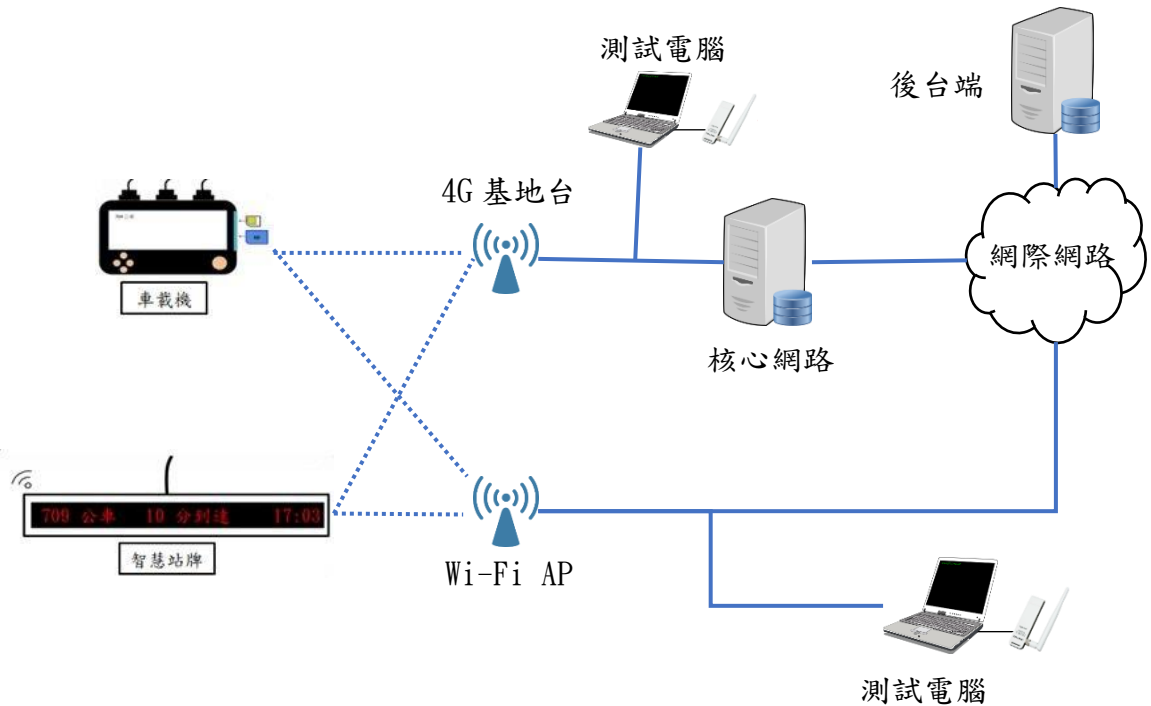 測試電腦
後台端
4G 基地台
網際網路
車載機
核心網路
709 公車 10 分到達 17:03
智慧站牌
Wi-Fi AP
測試電腦